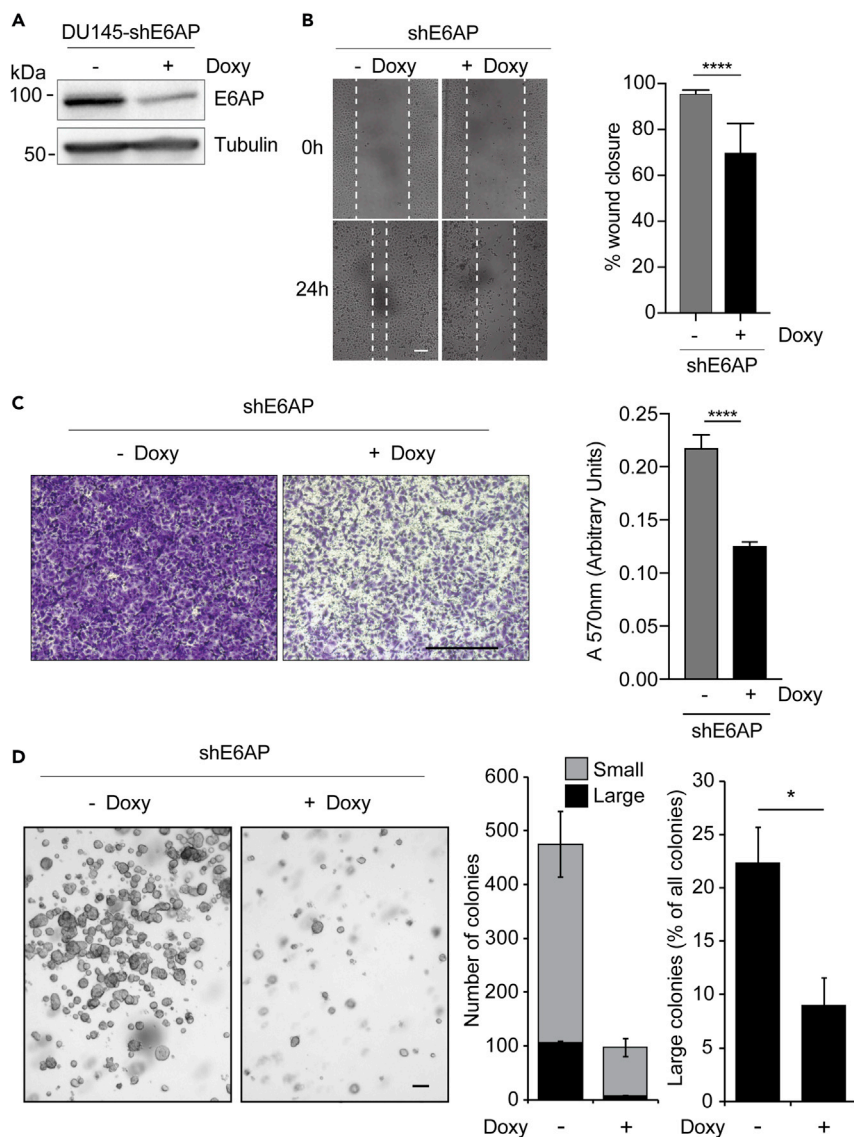 A
DU145-shE6AP
kDa - + Doxy
100 E6AP
50 Tubulin
B
shE6AP
- Doxy + Doxy
0h
24h
****
100
80
60
40
20
0
% wound closure
- + Doxy
shE6AP
C
shE6AP
- Doxy + Doxy
****
0.25
0.20
0.15
0.10
0.05
0.00
A 570nm (Arbitrary Units)
- + Doxy
shE6AP
D
shE6AP
- Doxy + Doxy
Small
Large
600
500
400
300
200
100
0
Number of colonies
Doxy - +
*
30
25
20
15
10
5
0
Large colonies (% of all colonies)
Doxy - +